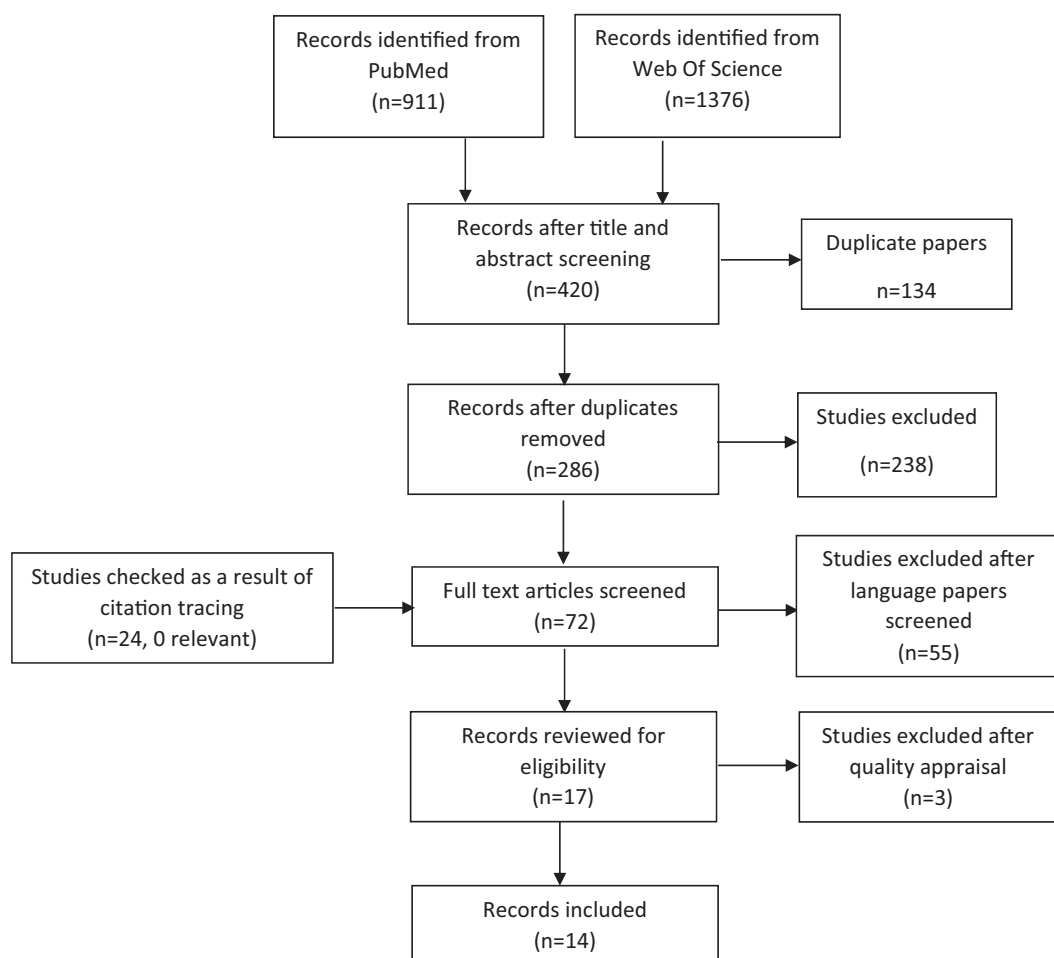 Records identified from
PubMed
(n=911)
Records identified from
Web Of Science
(n=1376)
Records after title and
abstract screening
(n=420)
Duplicate papers
n=134
Records after duplicates
removed
(n=286)
Studies excluded
(n=238)
Studies checked as a result of
citation tracing
(n=24, 0 relevant)
Full text articles screened
(n=72)
Studies excluded after
language papers
screened
(n=55)
Records reviewed for
eligibility
(n=17)
Studies excluded after
quality appraisal
(n=3)
Records included
(n=14)